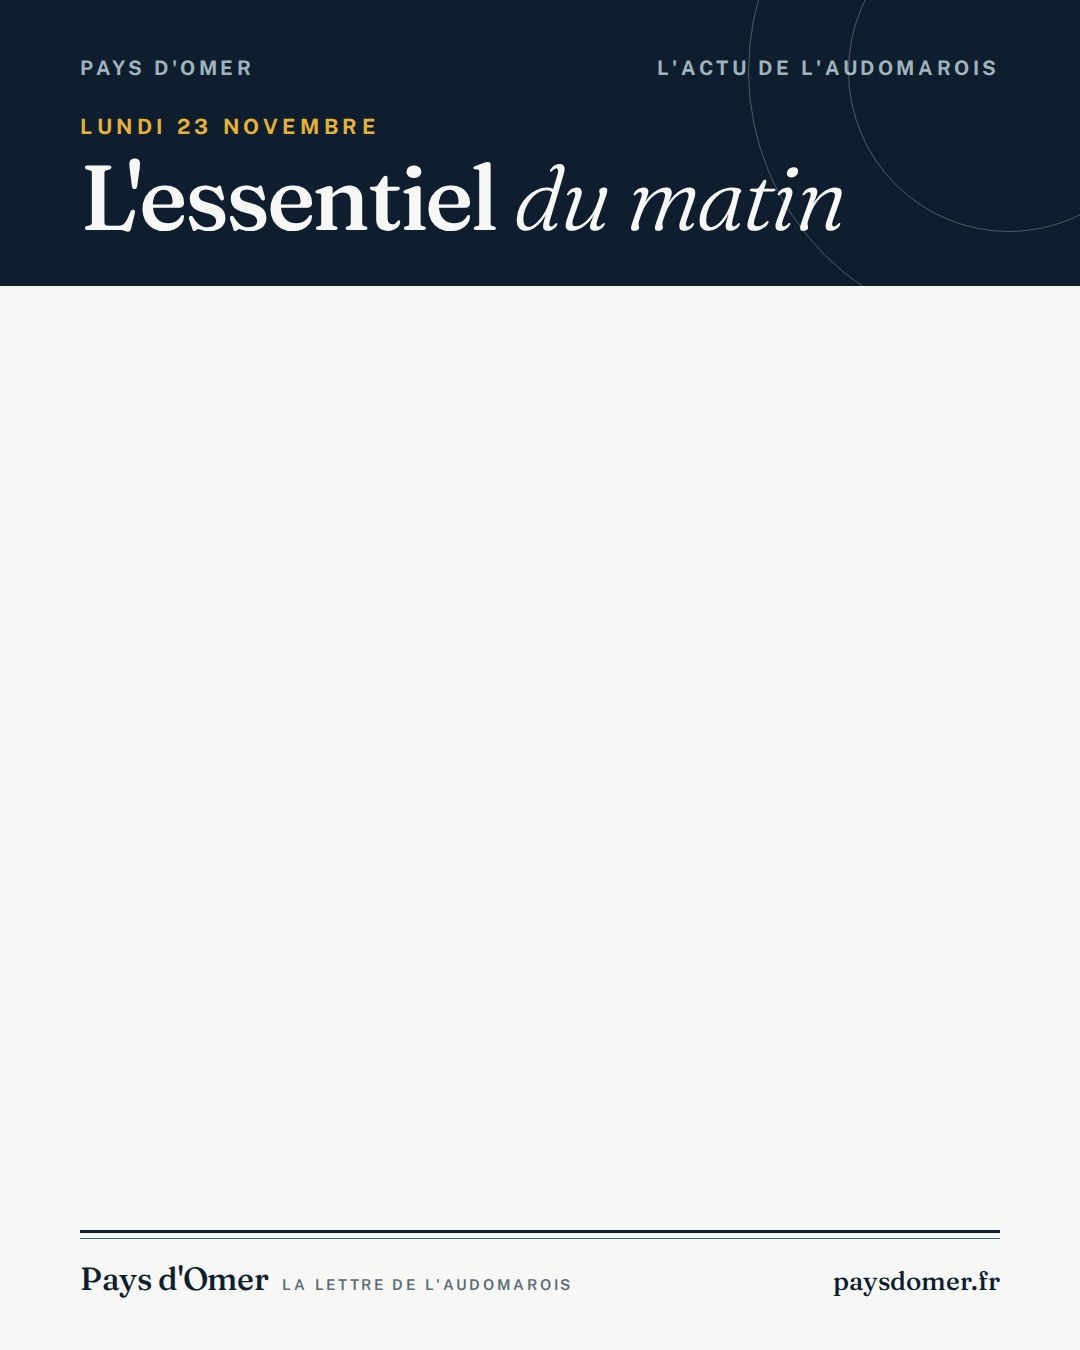 PAYS D'OMER
L'ACTU DE L'AUDOMAROIS
LUNDI 23 NOVEMBRE
L'essentiel du matin
Pays d'Omer LA LETTRE DE L'AUDOMAROIS
paysdomer.fr